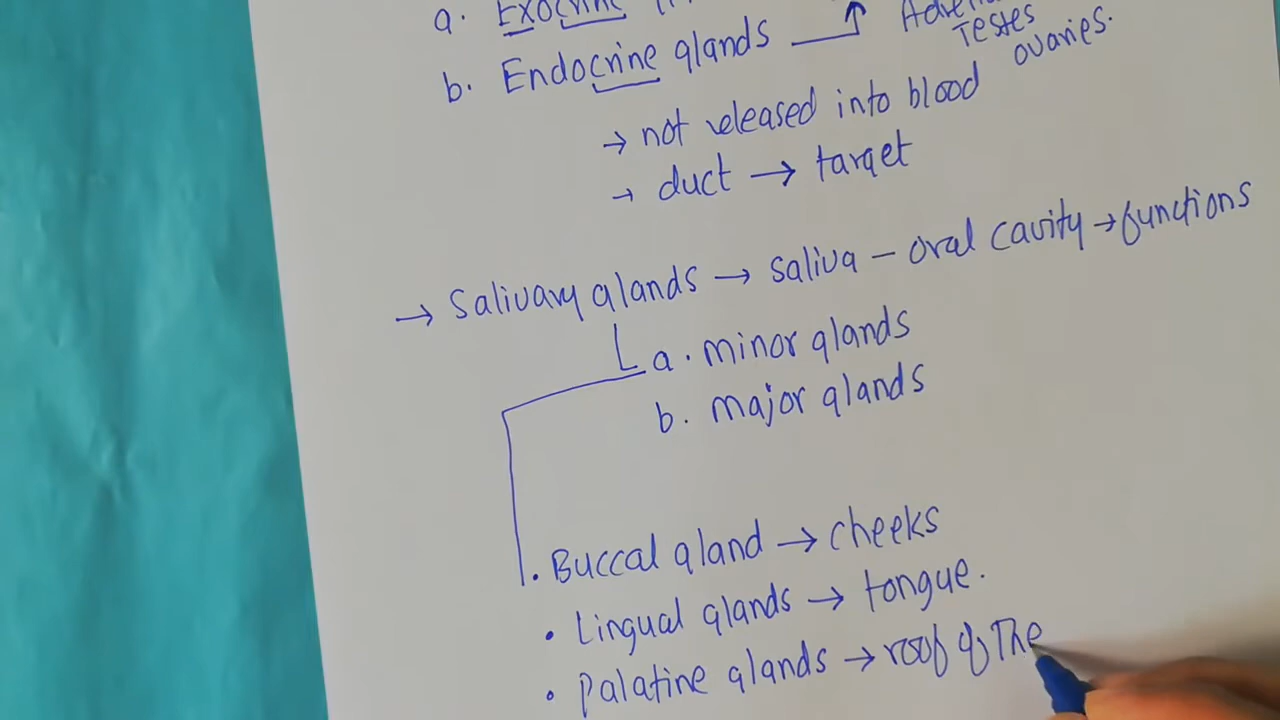 a. Exocrine
b. Endocrine glands
Testes
ovaries.
→ not released into blood
→ duct → target
→ Salivary glands → saliva – oral cavity → functions
a. minor glands
b. major glands
• Buccal gland → cheeks
• Lingual glands → tongue.
• Palatine glands → roof of The